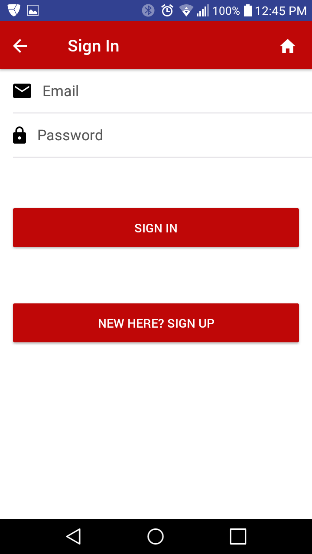 100% 12:45 PM
Sign In
Email
Password
SIGN IN
NEW HERE? SIGN UP